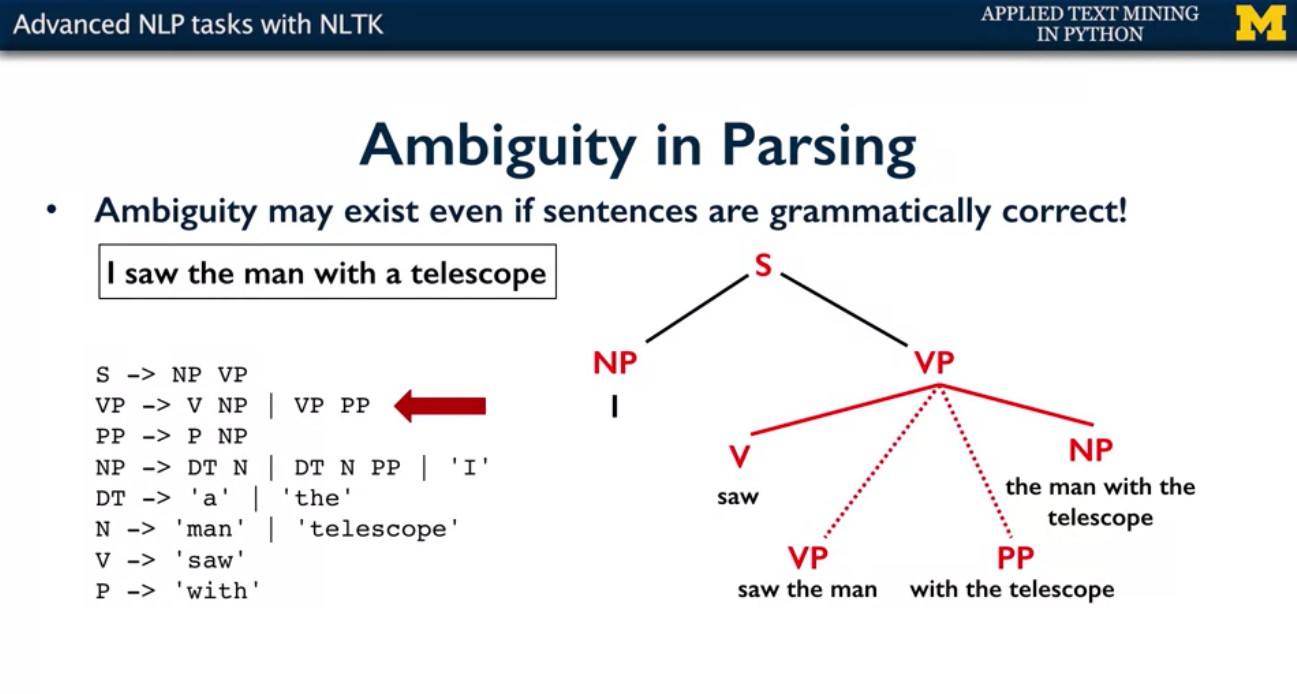 Advanced NLP tasks with NLTK
APPLIED TEXT MINING
IN PYTHON
M
Ambiguity in Parsing
• Ambiguity may exist even if sentences are grammatically correct!
I saw the man with a telescope
S -> NP VP
VP -> V NP | VP PP
PP -> P NP
NP -> DT N | DT N PP | 'I'
DT -> 'a' | 'the'
N -> 'man' | 'telescope'
V -> 'saw'
P -> 'with'
S
NP
VP
I
V
NP
saw
the man with the
telescope
VP
PP
saw the man
with the telescope